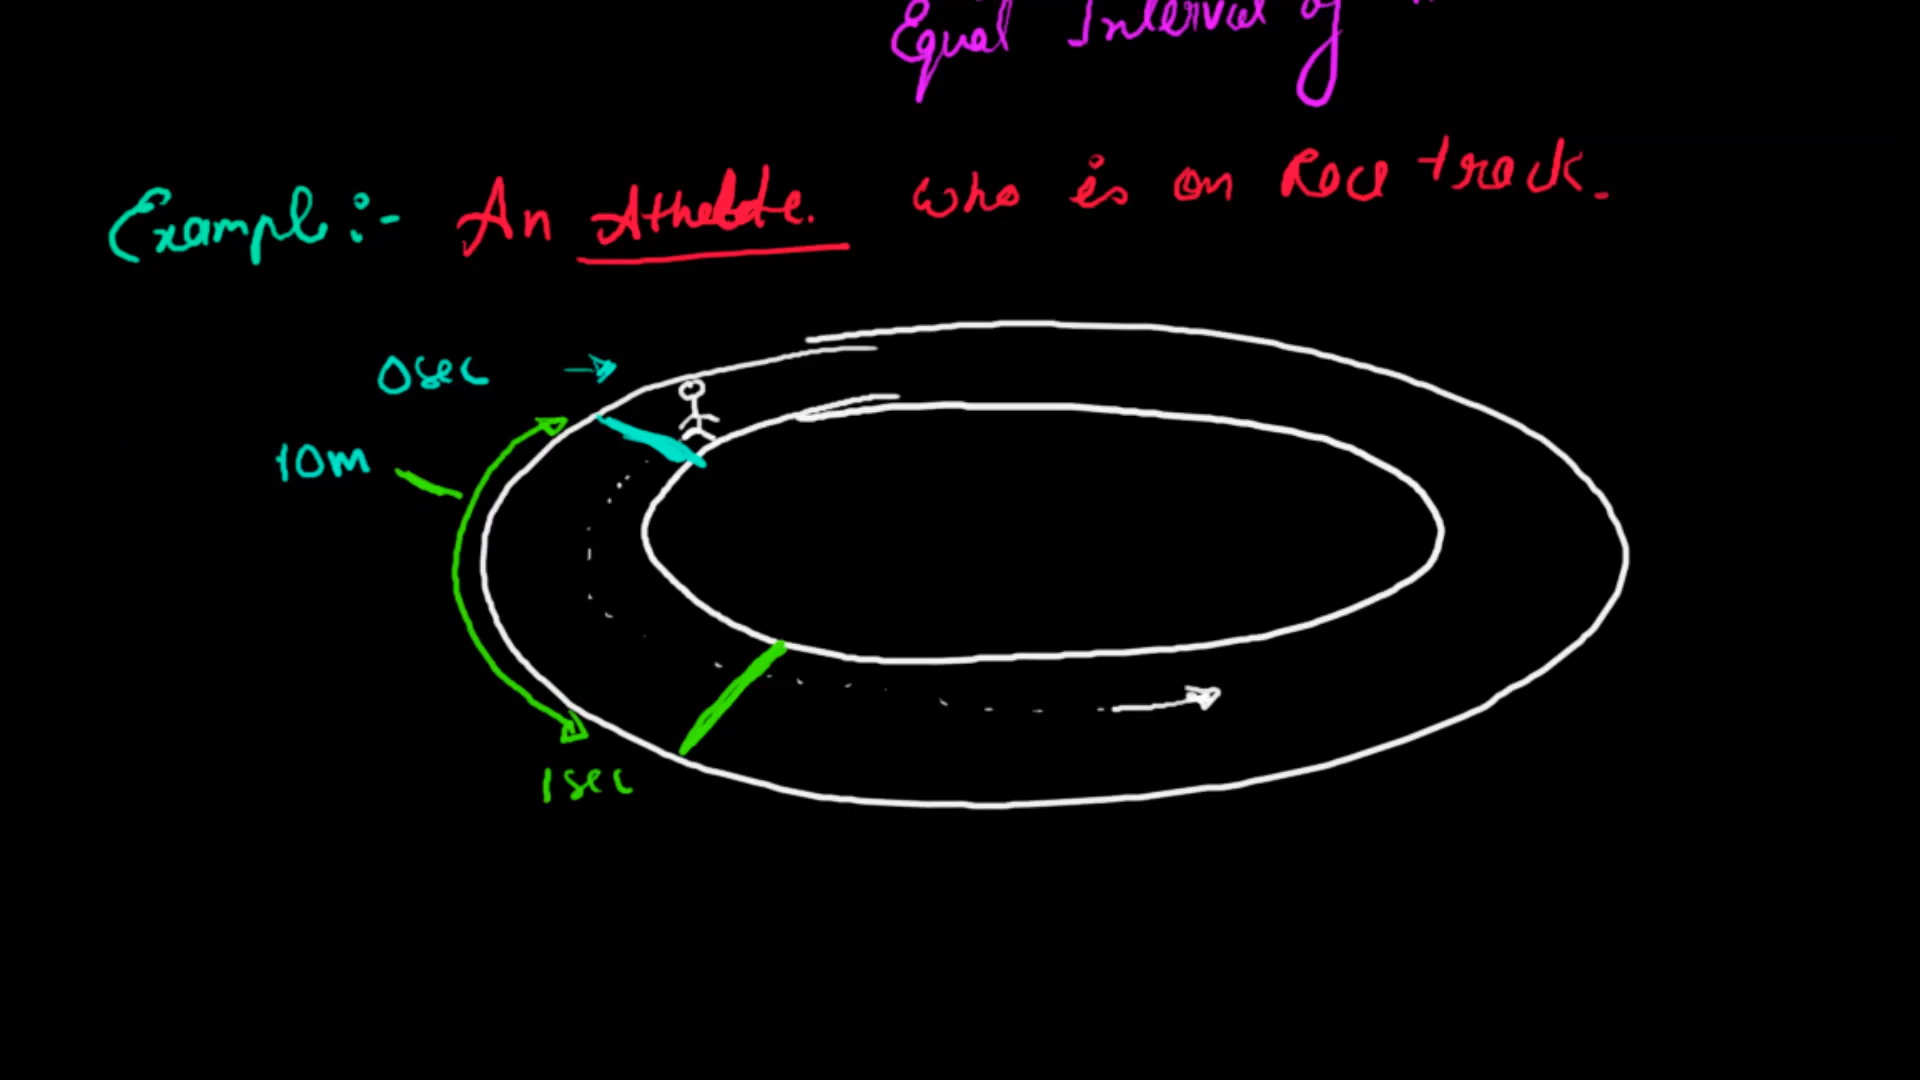 Equal Interval of
Example:- An Athelete. who is on Race track.
0sec
10m
1sec